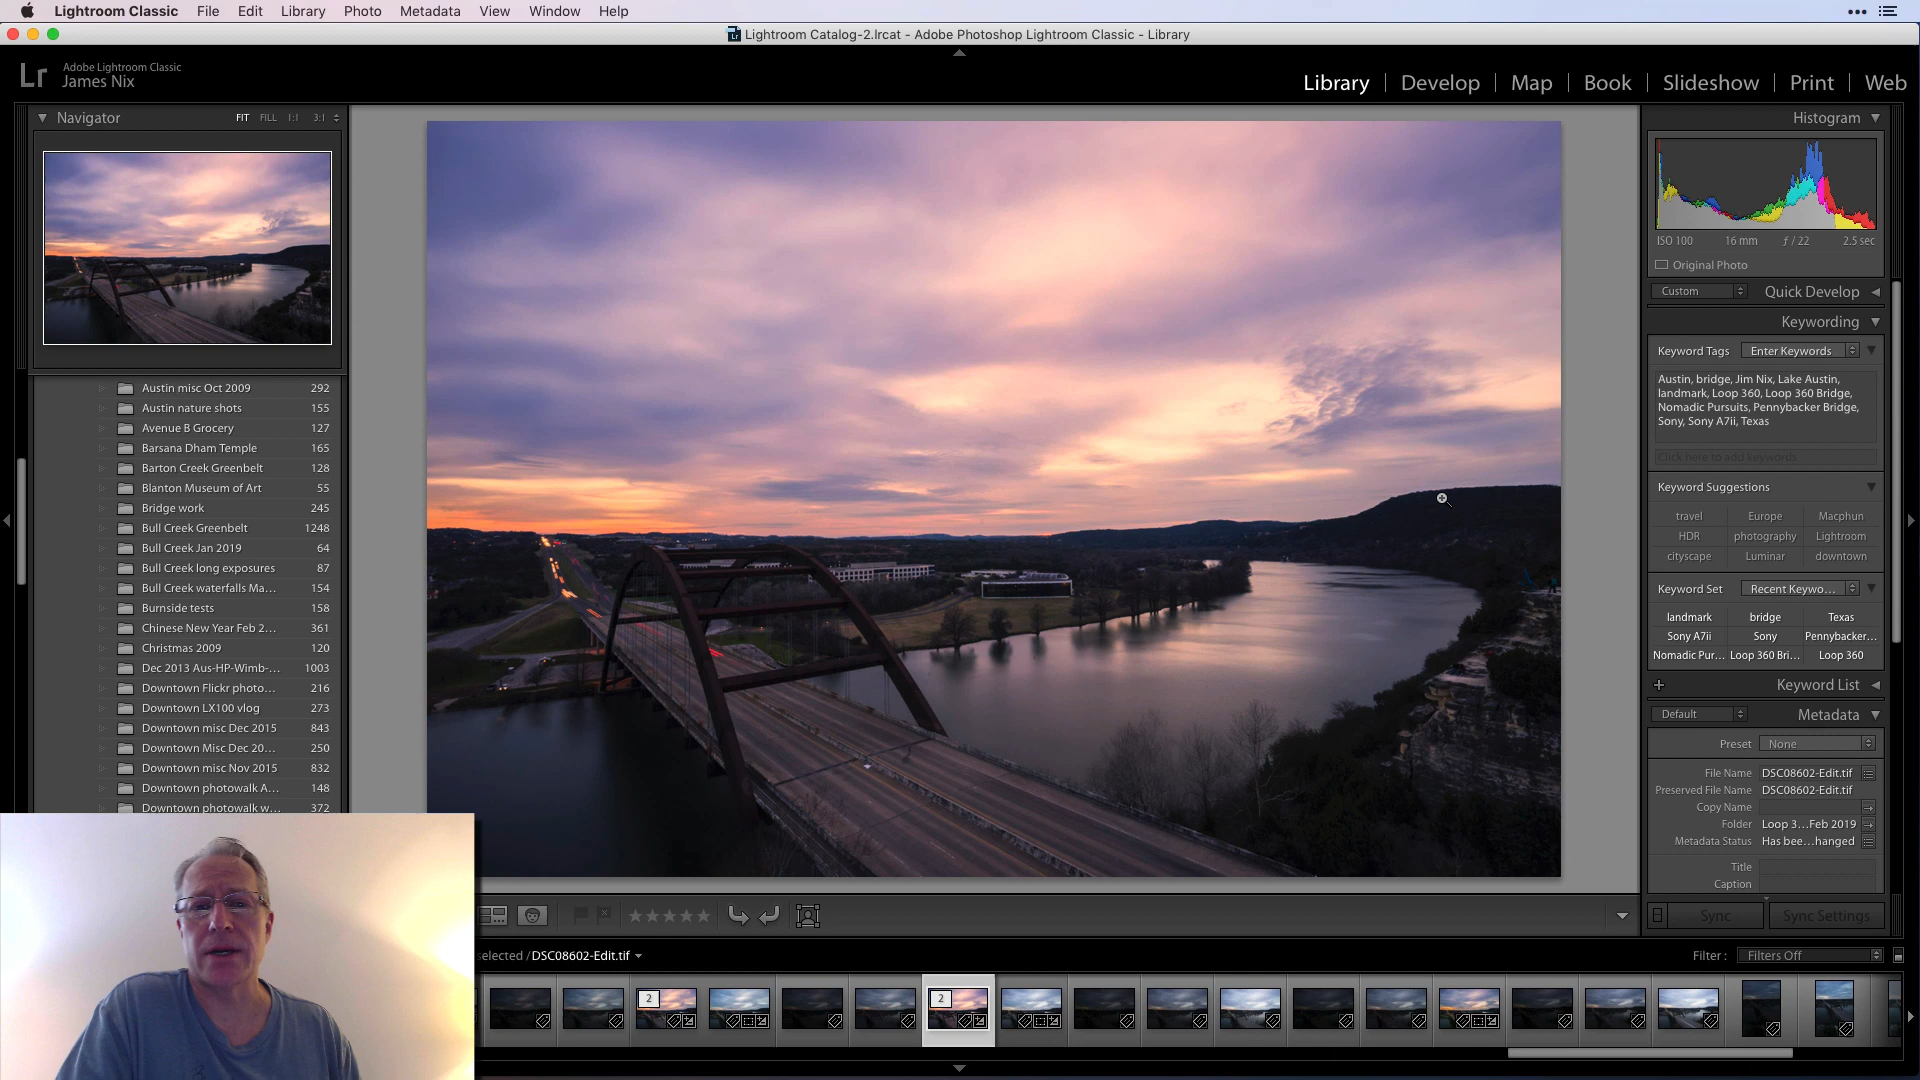 Lightroom Classic File Edit Library Photo Metadata View Window Help
Lightroom Catalog-2.lrcat - Adobe Photoshop Lightroom Classic - Library
Lr Adobe Lightroom Classic
James Nix
Library Develop Map Book Slideshow Print Web
Navigator FIT FILL 1:1 3:1
Austin misc Oct 2009 292
Austin nature shots 155
Avenue B Grocery 127
Barsana Dham Temple 165
Barton Creek Greenbelt 128
Blanton Museum of Art 55
Bridge work 245
Bull Creek Greenbelt 1248
Bull Creek Jan 2019 64
Bull Creek long exposures 87
Bull Creek waterfalls Ma... 154
Burnside tests 158
Chinese New Year Feb 2... 361
Christmas 2009 120
Dec 2013 Aus-HP-Wimb-... 1003
Downtown Flickr photo... 216
Downtown LX100 vlog 273
Downtown misc Dec 2015 843
Downtown Misc Dec 20... 250
Downtown misc Nov 2015 832
Downtown photowalk A... 148
Downtown photowalk w... 372
Histogram
ISO 100 16 mm ƒ / 22 2.5 sec
Original Photo
Custom Quick Develop
Keywording
Keyword Tags Enter Keywords
Austin, bridge, Jim Nix, Lake Austin,
landmark, Loop 360, Loop 360 Bridge,
Nomadic Pursuits, Pennybacker Bridge,
Sony, Sony A7ii, Texas
Click here to add keywords
Keyword Suggestions
travel Europe Macphun
HDR photography Lightroom
cityscape Luminar downtown
Keyword Set Recent Keywo...
landmark bridge Texas
Sony A7ii Sony Pennybacker...
Nomadic Pur... Loop 360 Bri... Loop 360
Keyword List
Default Metadata
Preset None
File Name DSC08602-Edit.tif
Preserved File Name DSC08602-Edit.tif
Copy Name
Folder Loop 3...Feb 2019
Metadata Status Has bee...hanged
Title
Caption
Sync Sync Settings
selected / DSC08602-Edit.tif
Filter : Filters Off
2
2